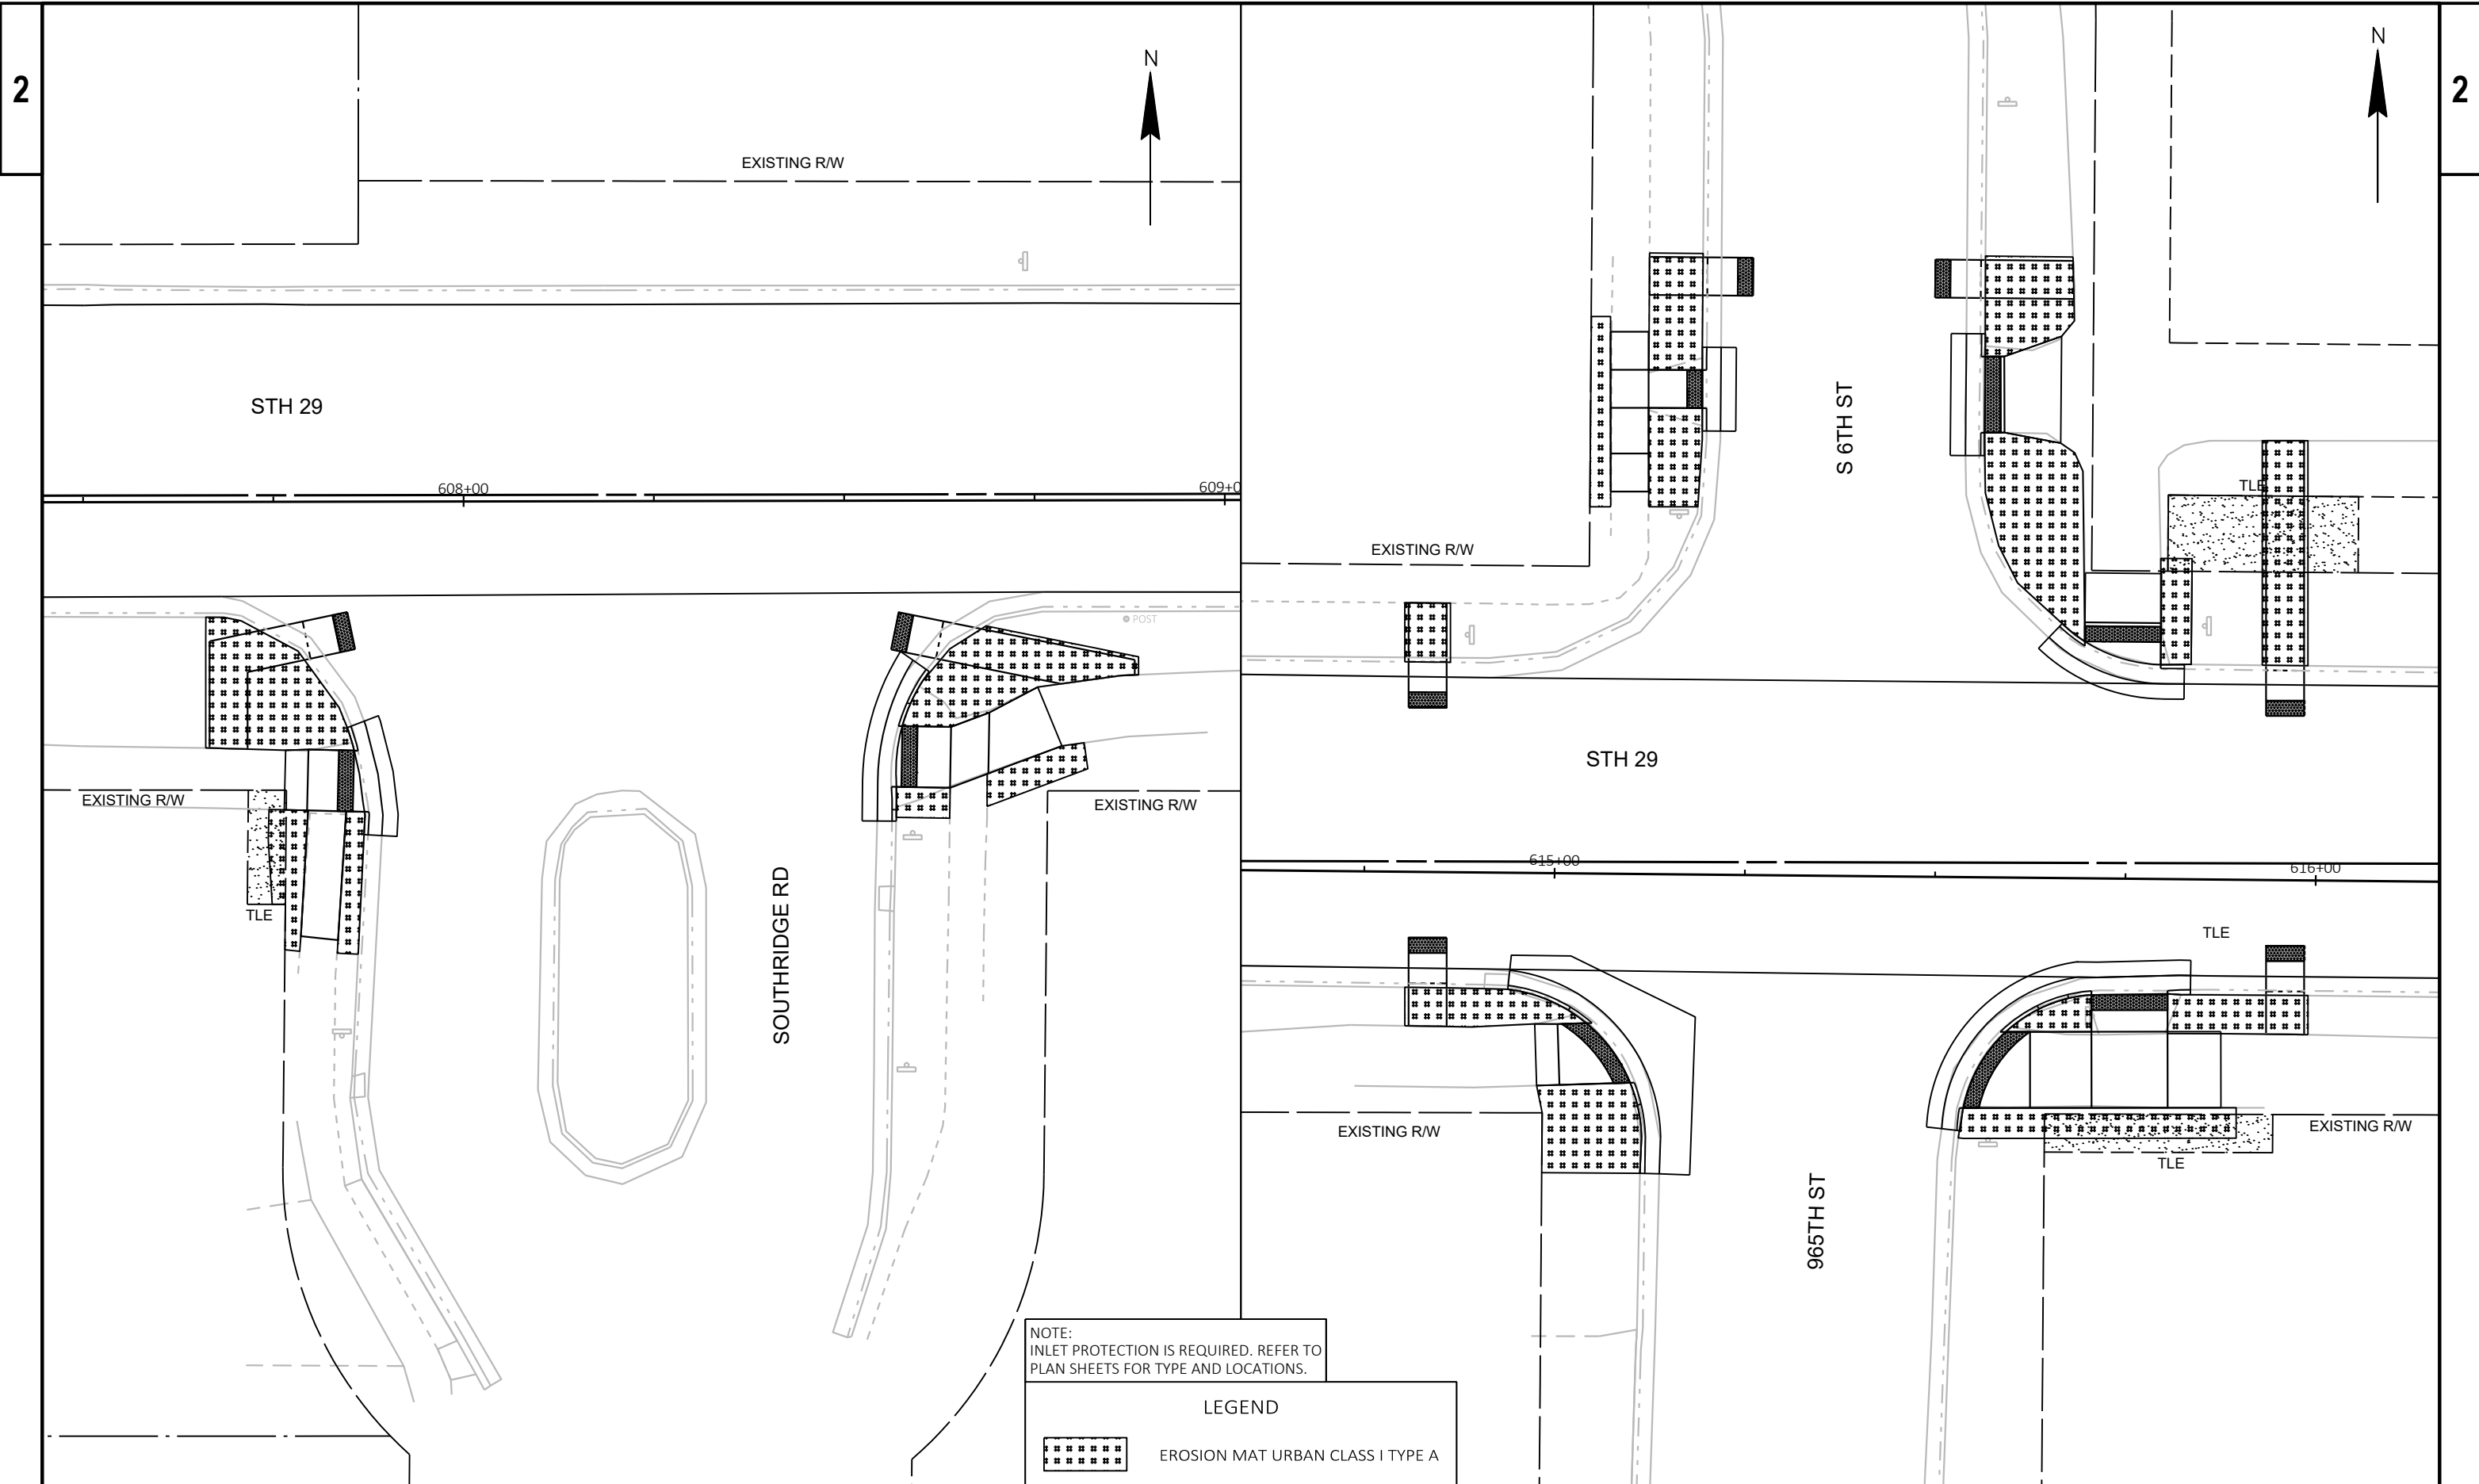 2
N
EXISTING R/W
STH 29
608+00
609+0
POST
EXISTING R/W
EXISTING R/W
TLE
SOUTHRIDGE RD
N
2
S 6TH ST
TLE
EXISTING R/W
STH 29
615+00
616+00
TLE
EXISTING R/W
EXISTING R/W
TLE
965TH ST
NOTE:
INLET PROTECTION IS REQUIRED. REFER TO
PLAN SHEETS FOR TYPE AND LOCATIONS.
LEGEND
EROSION MAT URBAN CLASS I TYPE A